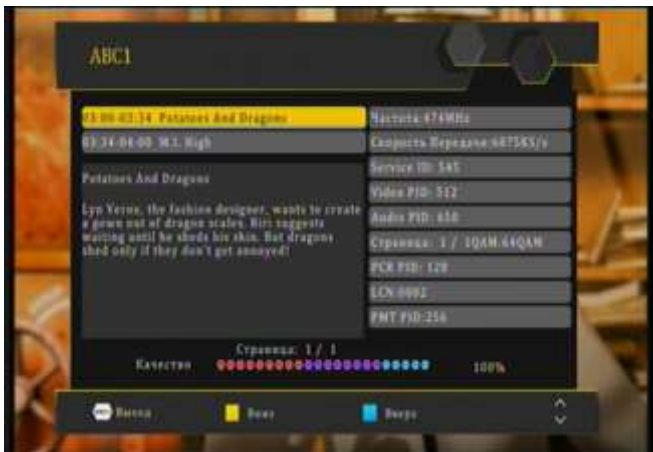 ABC1
03:00-03:34 Potatoes And Dragons
03:34-04:00 M.I. High
Potatoes And Dragons
Lyn Verne, the fashion designer, wants to create
a gown out of dragon scales. Riri suggests
waiting until he sheds his skin. But dragons
shed only if they don't get annoyed!
Частота:474MHz
Скорость Передачи:6875KS/s
Service ID: 545
Video PID: 512
Audio PID: 650
Страница: 1 / 1QAM:64QAM
PCR PID: 128
LCN:0002
PMT PID:256
Страница: 1 / 1
Качество 100%
Выход
Вниз
Вверх